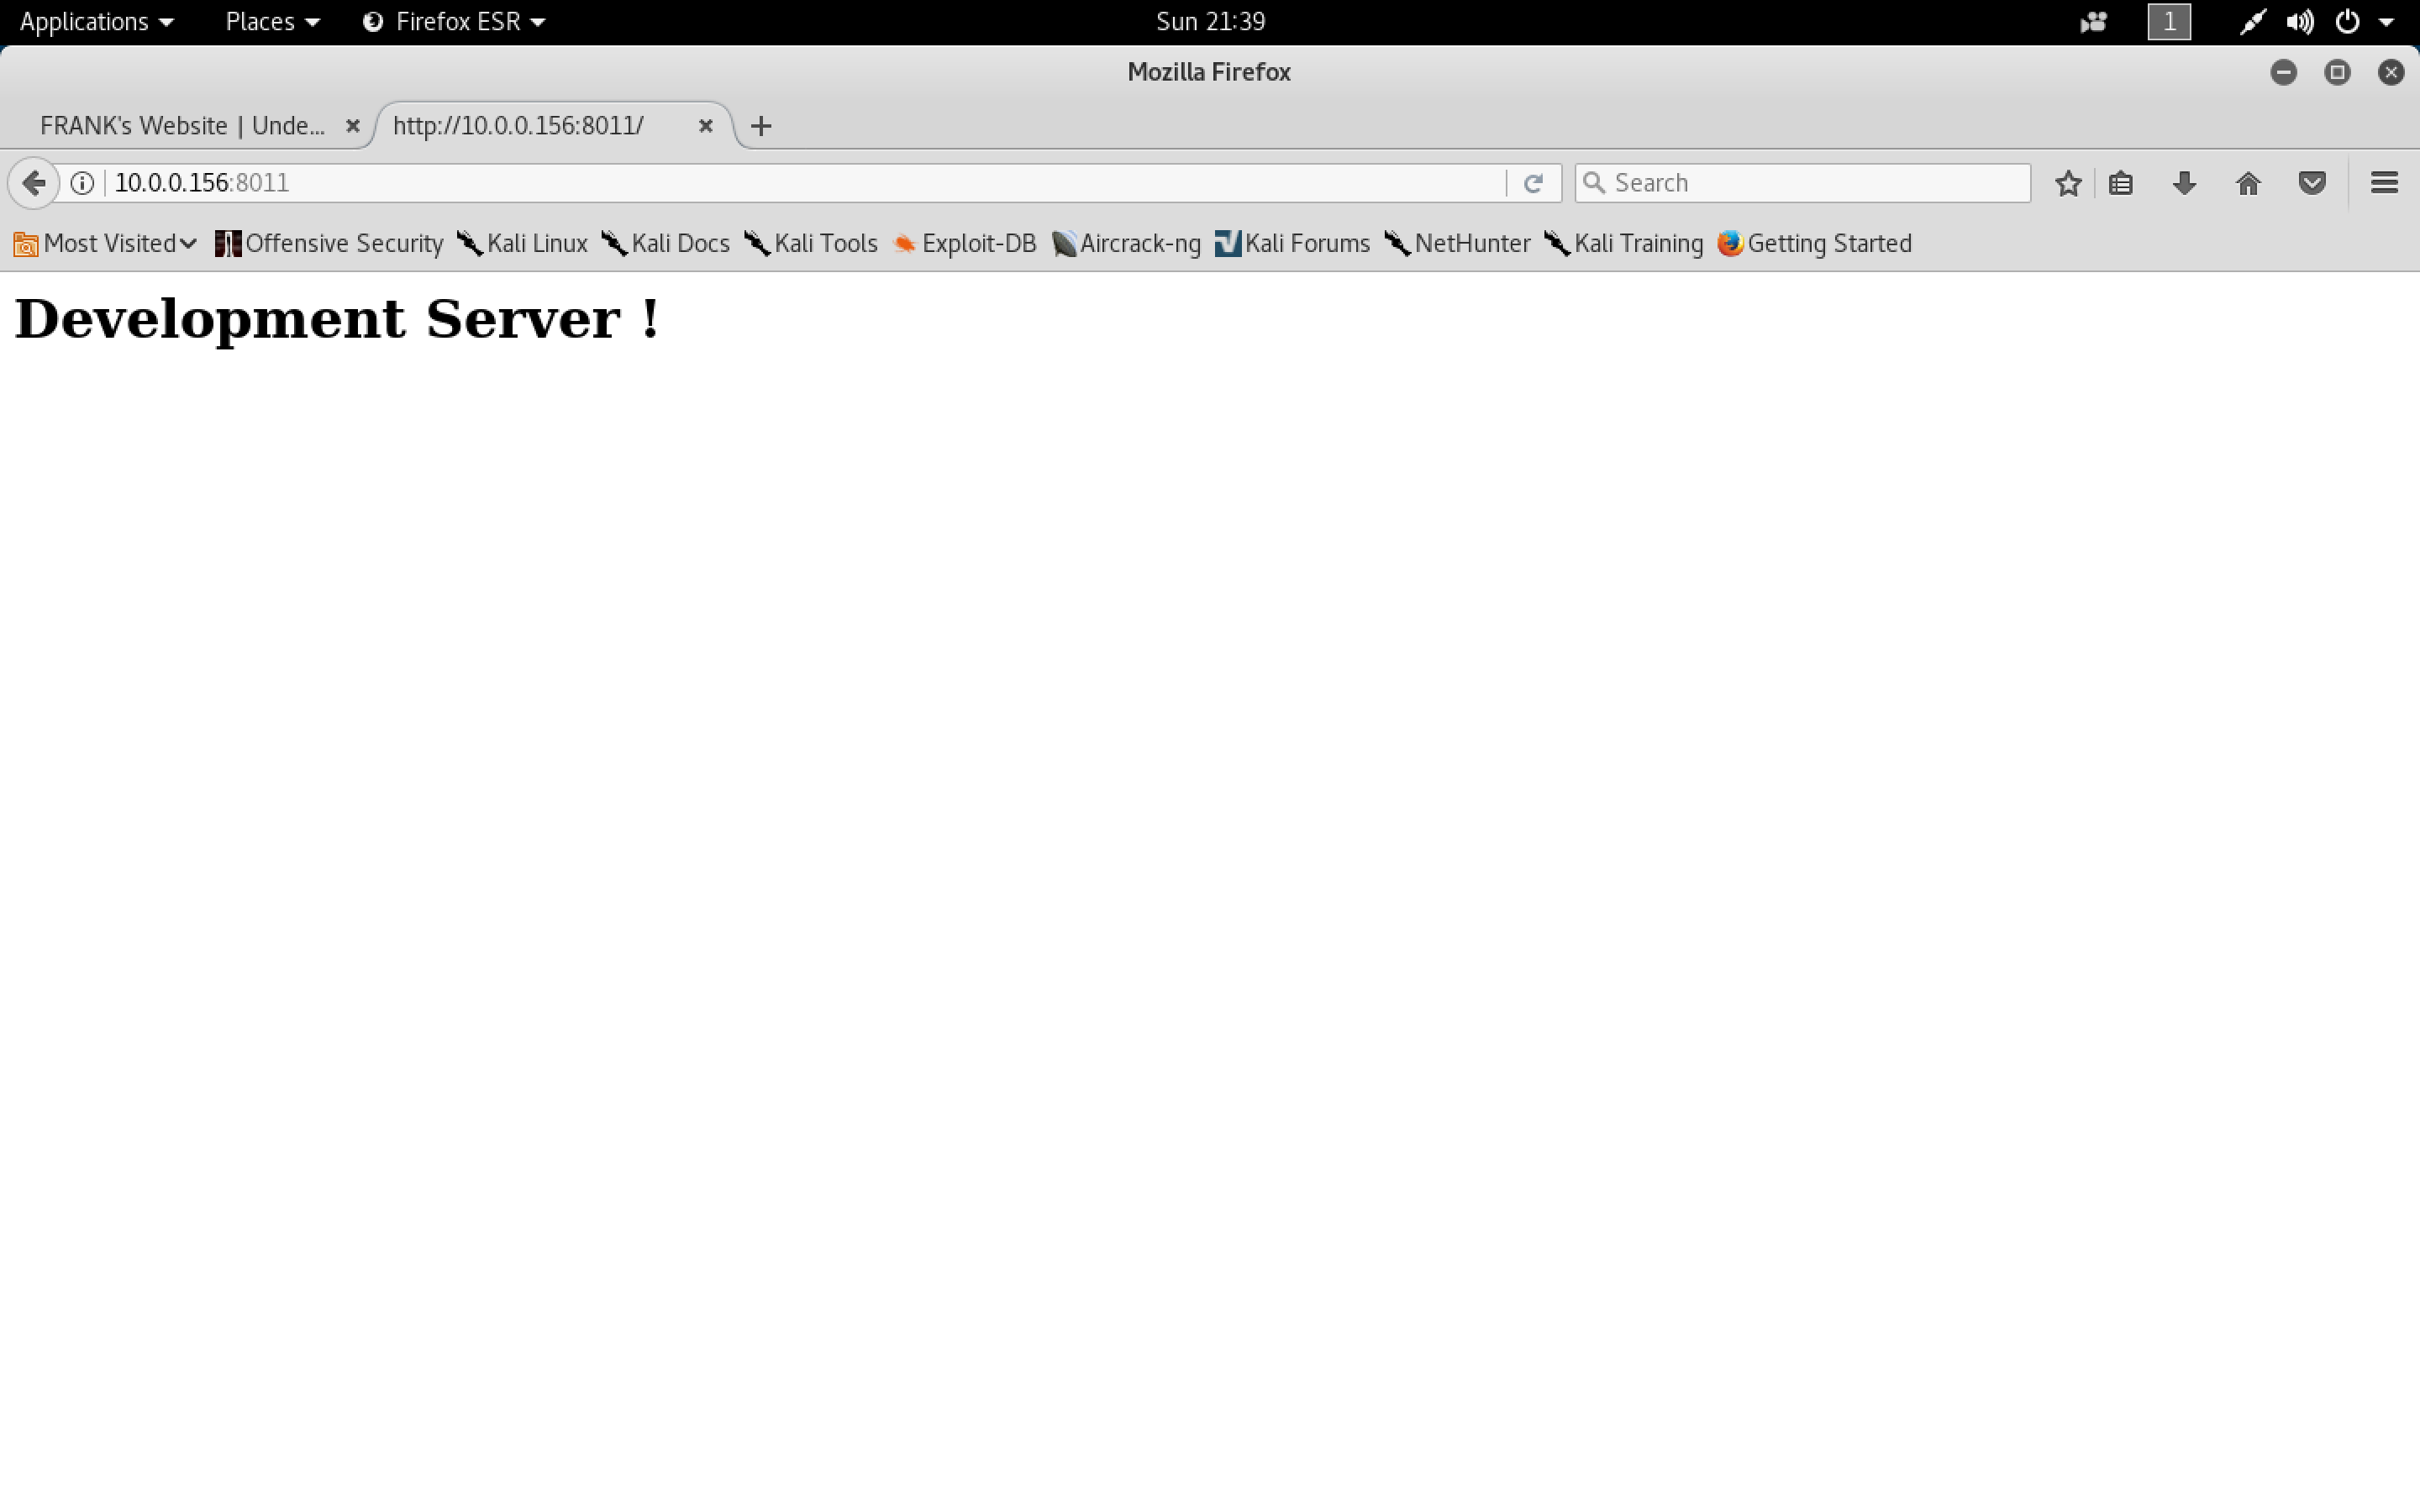 Applications Places Firefox ESR Sun 21:39 1
Mozilla Firefox
FRANK's Website | Unde... http://10.0.0.156:8011/
10.0.0.156:8011 Search
Most Visited Offensive Security Kali Linux Kali Docs Kali Tools Exploit-DB Aircrack-ng Kali Forums NetHunter Kali Training Getting Started
Development Server !